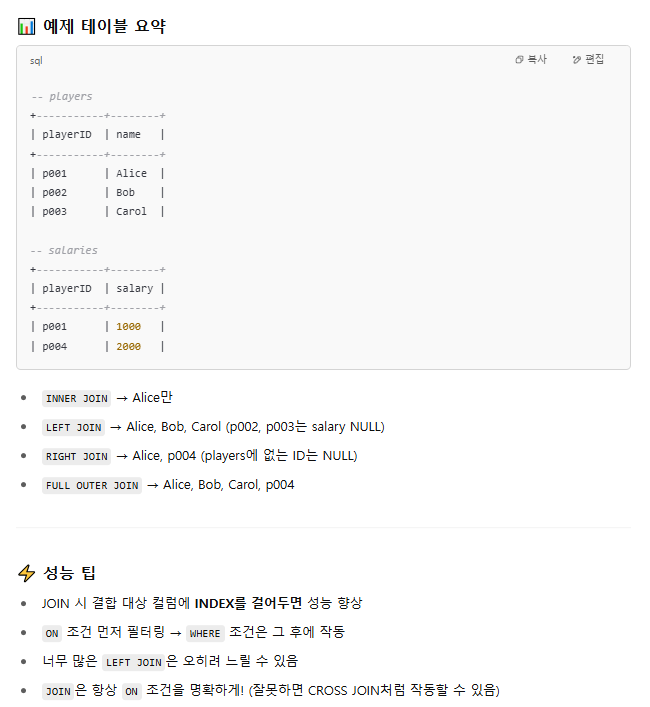 📊 예제 테이블 요약
sql 복사 편집
-- players
+-----------+--------+
| playerID  | name   |
+-----------+--------+
| p001      | Alice  |
| p002      | Bob    |
| p003      | Carol  |
-- salaries
+-----------+--------+
| playerID  | salary |
+-----------+--------+
| p001      | 1000   |
| p004      | 2000   |
• INNER JOIN → Alice만
• LEFT JOIN → Alice, Bob, Carol (p002, p003는 salary NULL)
• RIGHT JOIN → Alice, p004 (players에 없는 ID는 NULL)
• FULL OUTER JOIN → Alice, Bob, Carol, p004
⚡ 성능 팁
• JOIN 시 결합 대상 컬럼에 INDEX를 걸어두면 성능 향상
• ON 조건 먼저 필터링 → WHERE 조건은 그 후에 작동
• 너무 많은 LEFT JOIN은 오히려 느릴 수 있음
• JOIN은 항상 ON 조건을 명확하게! (잘못하면 CROSS JOIN처럼 작동할 수 있음)